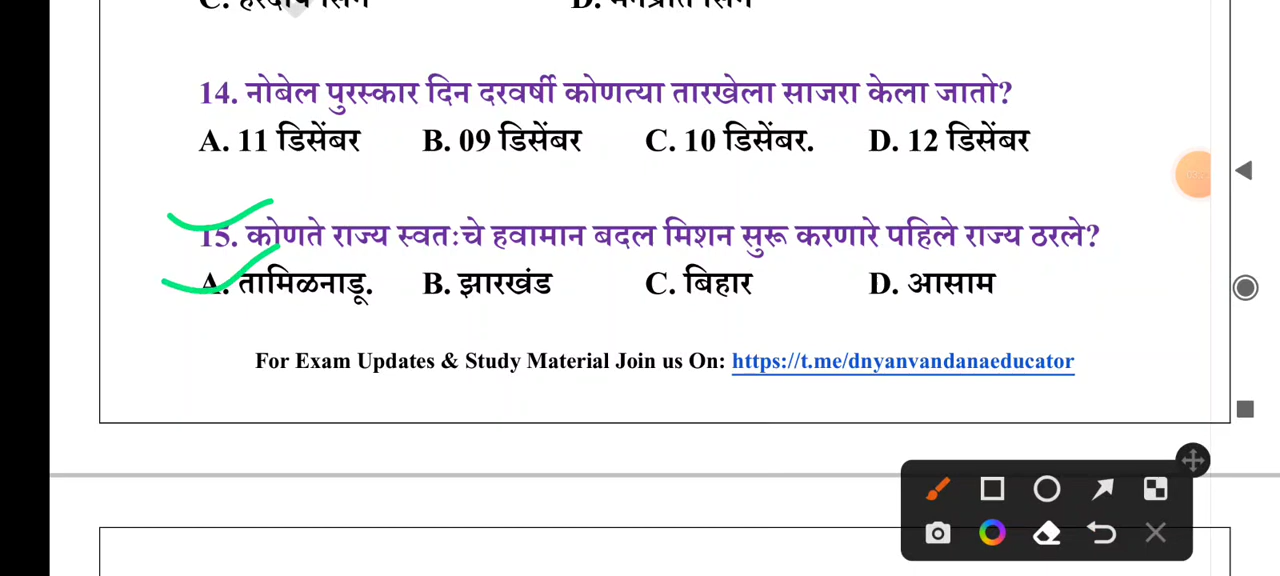 14. नोबेल पुरस्कार दिन दरवर्षी कोणत्या तारखेला साजरा केला जातो?
A. 11 डिसेंबर B. 09 डिसेंबर C. 10 डिसेंबर. D. 12 डिसेंबर
15. कोणते राज्य स्वतःचे हवामान बदल मिशन सुरू करणारे पहिले राज्य ठरले?
A. तामिळनाडू. B. झारखंड C. बिहार D. आसाम
For Exam Updates & Study Material Join us On: https://t.me/dnyanvandanaeducator